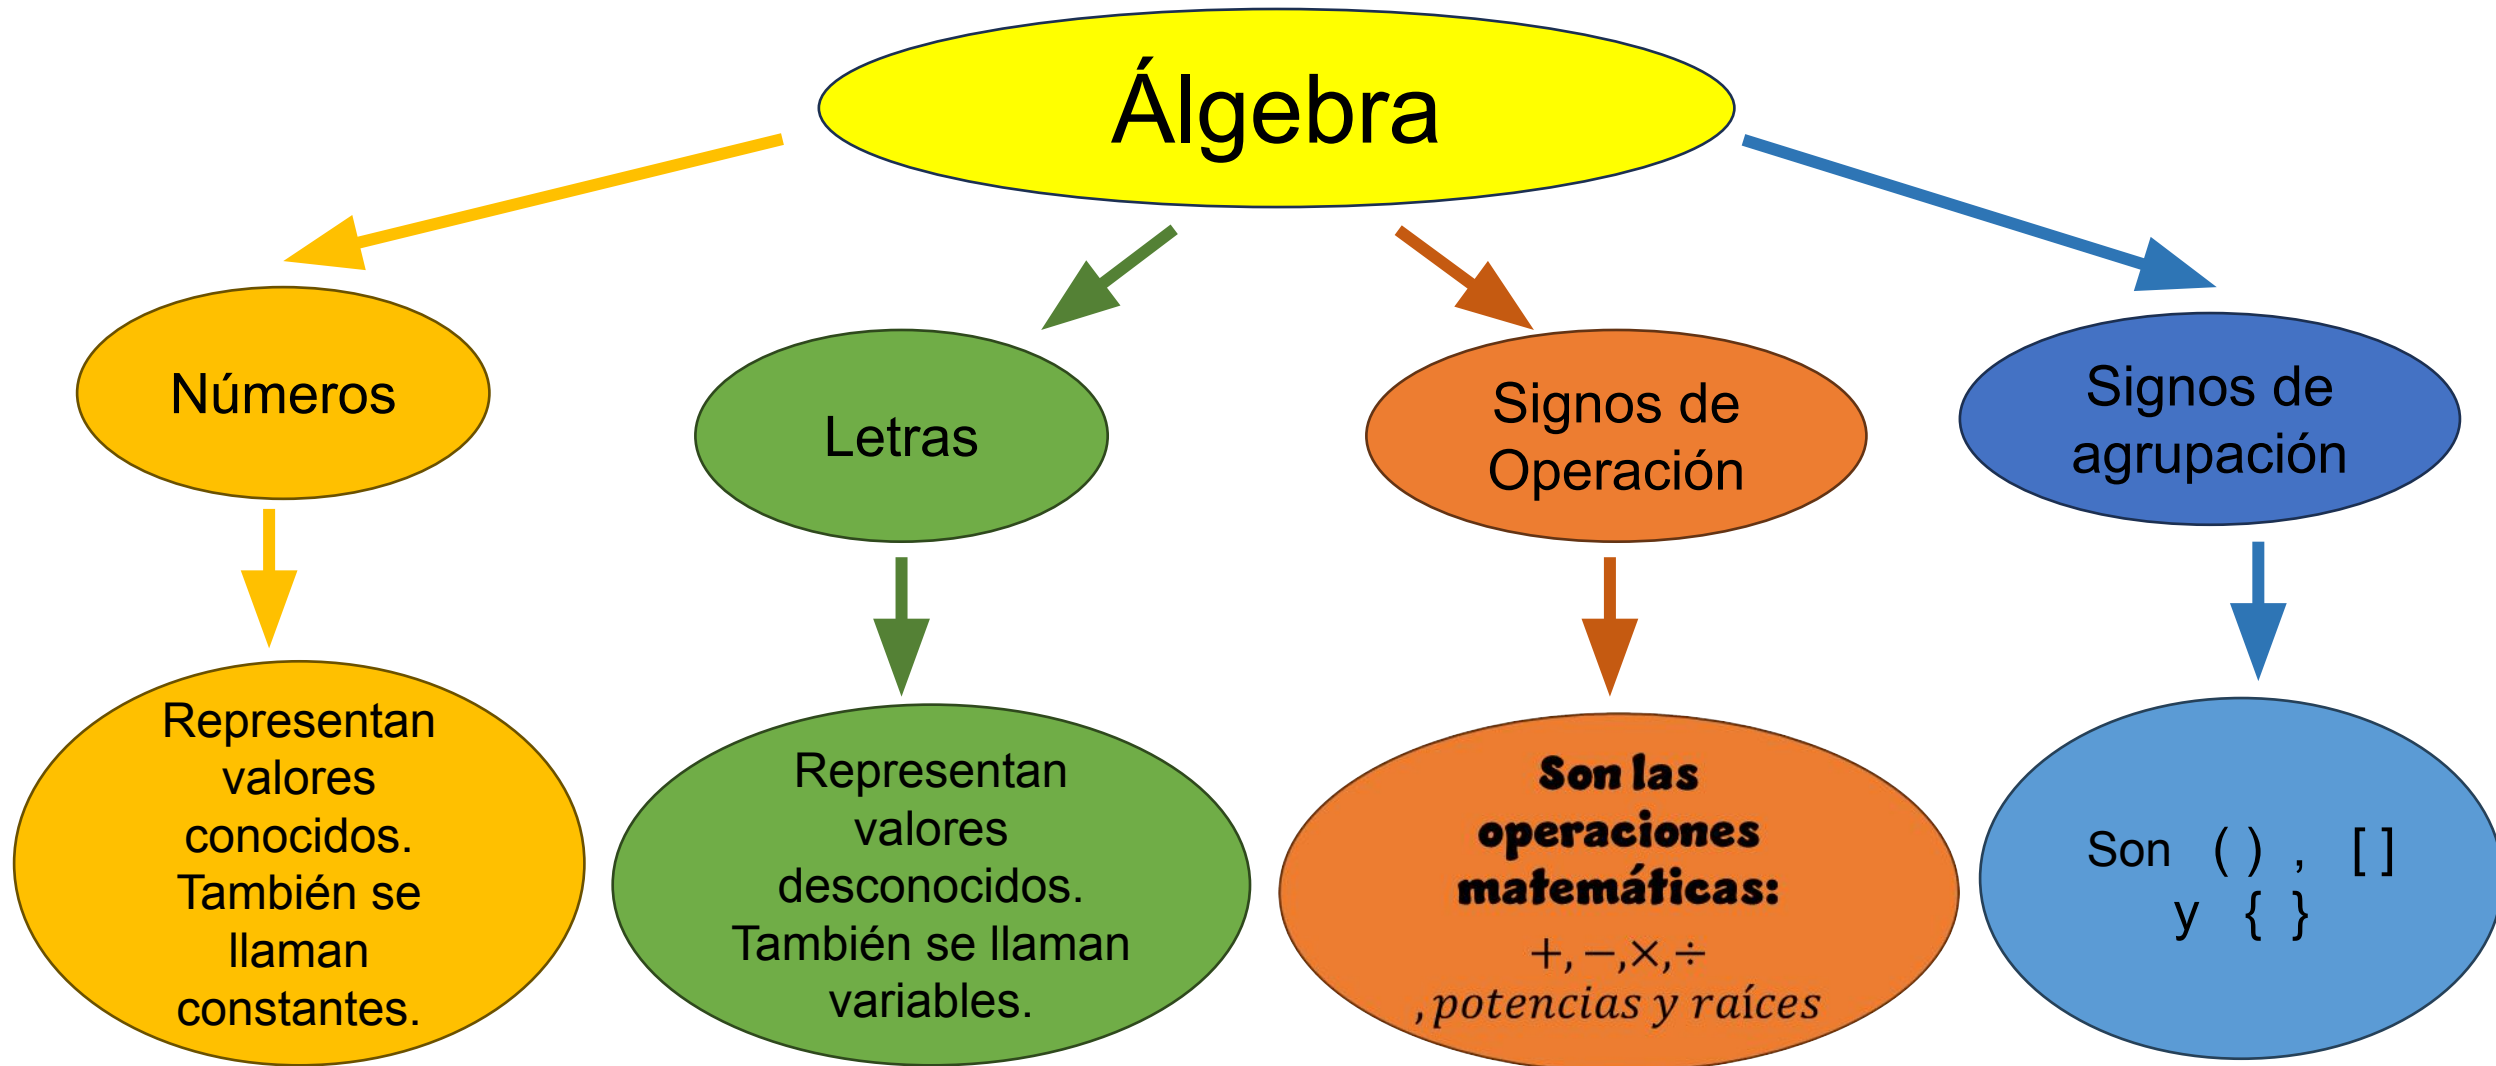 Álgebra
Números
Letras
Signos de
Operación
Signos de
agrupación
Representan
valores
conocidos.
También se
llaman
constantes.
Representan
valores
desconocidos.
También se llaman
variables.
Son las
operaciones
matemáticas:
+, −,×,÷
, potencias y raíces
Son ( ) , [ ]
y { }